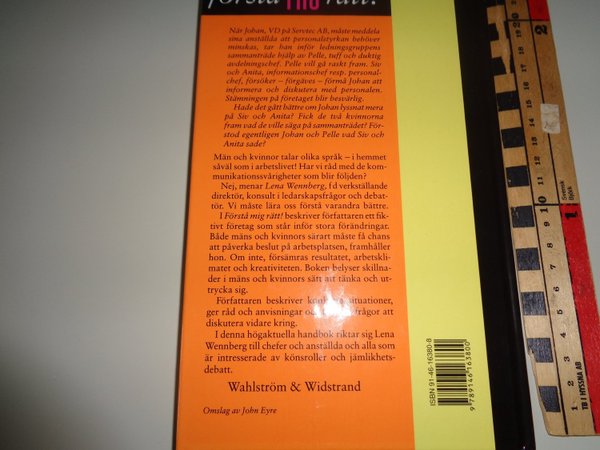 förstå mig rätt!
När Johan, VD på Servtec AB, måste meddela
sina anställda att personalstyrkan behöver
minskas, tar han inför ledningsgruppens
sammanträde hjälp av Pelle, tuff och duktig
avdelningschef. Pelle vill gå raskt fram. Siv
och Anita, informationschef resp. personal-
chef, försöker – förgäves – förmå Johan att
informera och diskutera med personalen.
Stämningen på företaget blir besvärlig.
Hade det gått bättre om Johan lyssnat mera
på Siv och Anita? Fick de två kvinnorna
fram vad de ville säga på sammanträdet? För-
stod egentligen Johan och Pelle vad Siv och
Anita sade?
Män och kvinnor talar olika språk – i hemmet
såväl som i arbetslivet! Har vi råd med de kom-
munikationssvårigheter som blir följden?
Nej, menar Lena Wennberg, f d verkställande
direktör, konsult i ledarskapsfrågor och debat-
tör. Vi måste lära oss förstå varandra bättre.
I Förstå mig rätt! beskriver författaren ett fik-
tivt företag som står inför stora förändringar.
Både mäns och kvinnors särart måste få chans
att påverka beslut på arbetsplatsen, framhåller
hon. Om inte, försämras resultatet, arbetskli-
matet och kreativiteten. Boken belyser skillna-
der i mäns och kvinnors sätt att tänka och ut-
trycka sig.
Författaren beskriver situationer,
ger råd och anvisningar frågor att
diskutera vidare kring.
I denna högaktuella handbok riktar sig Lena
Wennberg till chefer och anställda och alla som
är intresserade av könsroller och jämlikhets-
debatt.
Wahlström & Widstrand
Omslag av John Eyre
ISBN 91-46-16380-8
9 789146 163800
Svensk
Björk
TB I HYSSNA AB